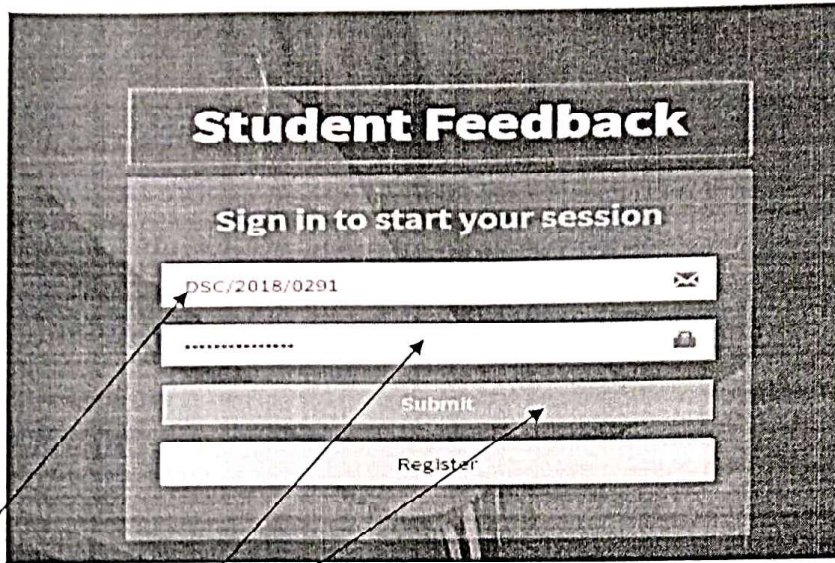 Student Feedback
Sign in to start your session
DSC/2018/0291
Submit
Register